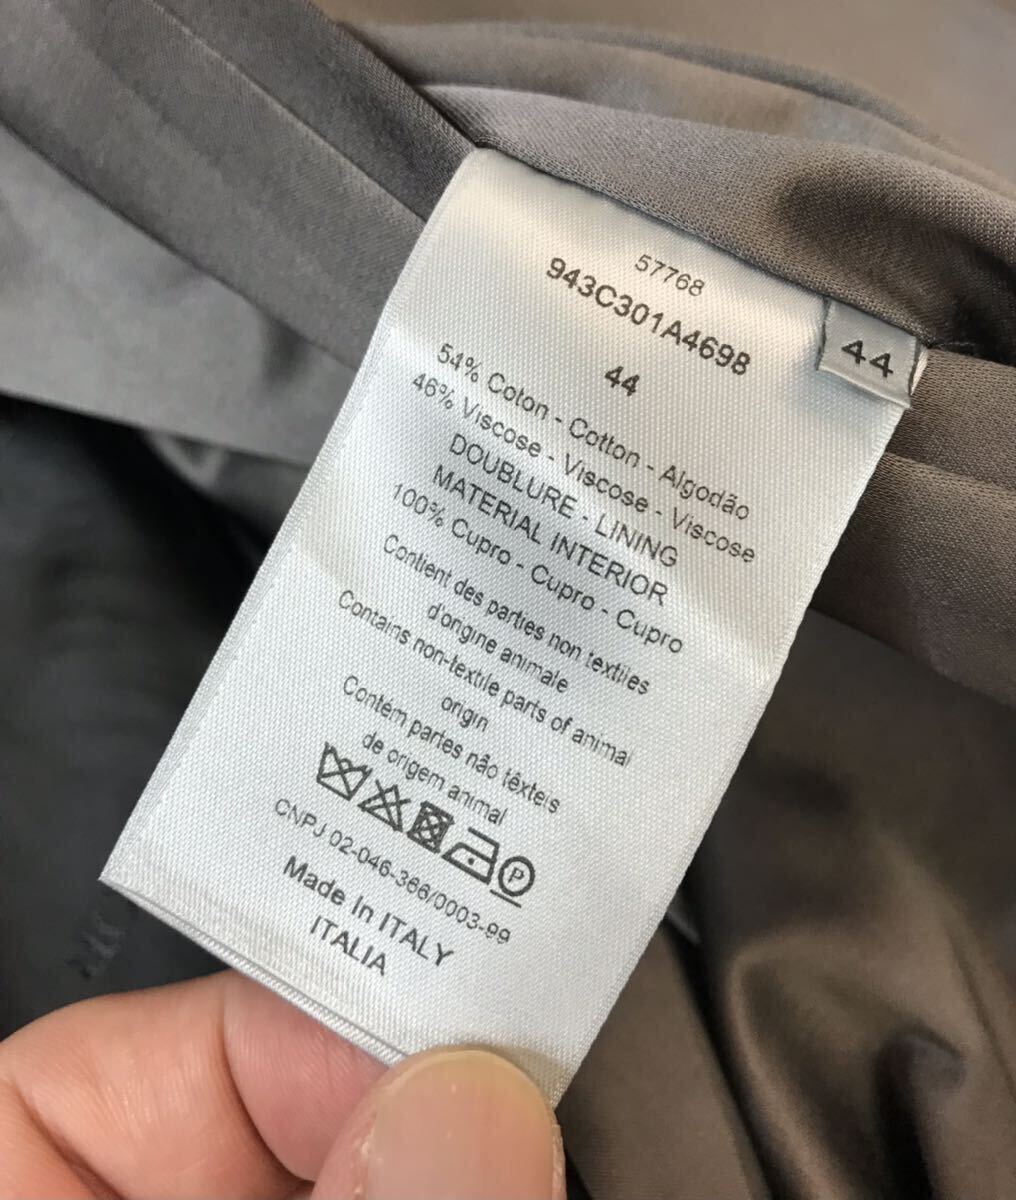 57768
943C301A4698
44
44
54% Coton - Cotton - Algodão
46% Viscose - Viscose - Viscose
DOUBLURE - LINING
MATERIAL INTERIOR
100% Cupro - Cupro - Cupro
Contient des parties non textiles
d'origine animale
Contains non-textile parts of animal
origin
Contém partes não têxteis
de origem animal
P
CNPJ 02-046-366/0003-99
Made In ITALY
ITALIA